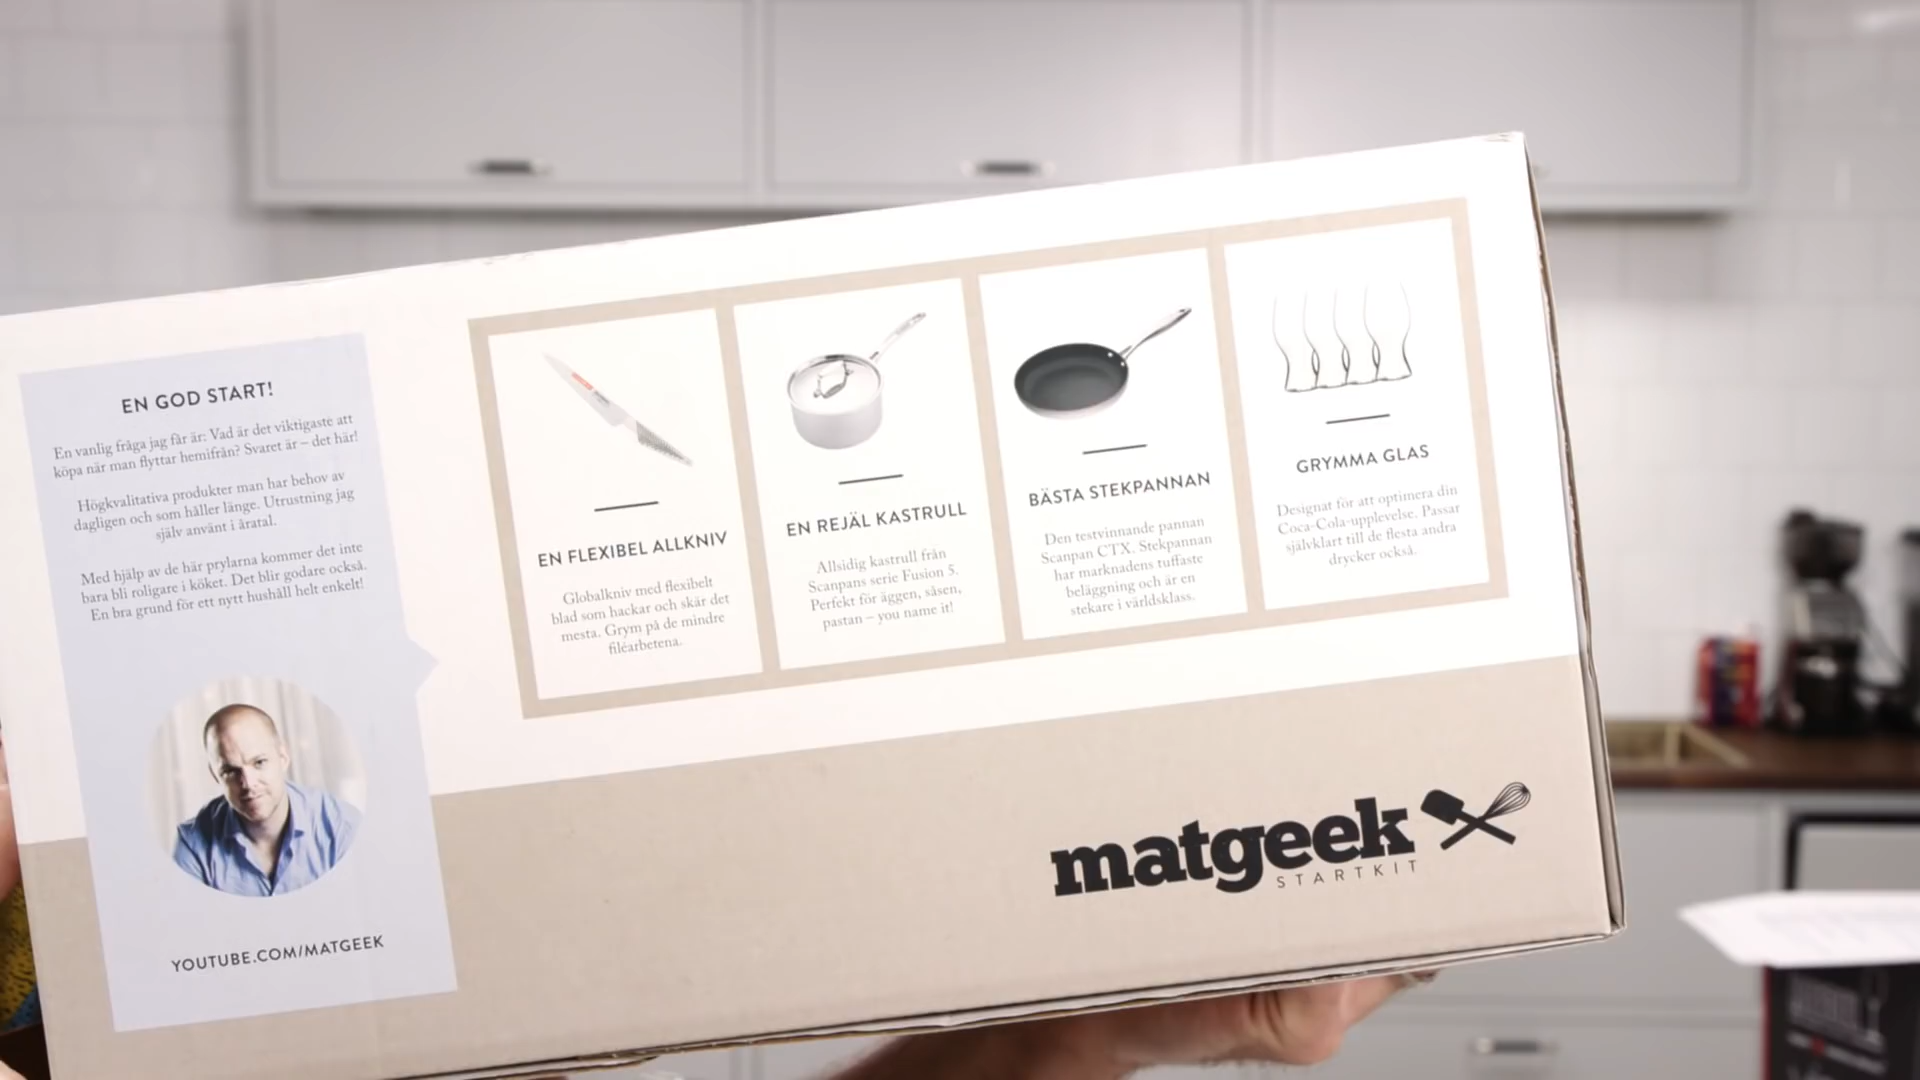 EN GOD START!
En vanlig fråga jag får är: Vad är det viktigaste att
köpa när man flyttar hemifrån? Svaret är – det här!
Högkvalitativa produkter man har behov av
dagligen och som håller länge. Utrustning jag
själv använt i åratal.
Med hjälp av de här prylarna kommer det inte
bara bli roligare i köket. Det blir godare också.
En bra grund för ett nytt hushåll helt enkelt!
YOUTUBE.COM/MATGEEK
EN FLEXIBEL ALLKNIV
Globalkniv med flexibelt
blad som hackar och skär det
mesta. Grym på de mindre
filéarbetena.
EN REJÄL KASTRULL
Allsidig kastrull från
Scanpans serie Fusion 5.
Perfekt för äggen, såsen,
pastan – you name it!
BÄSTA STEKPANNAN
Den testvinnande pannan
Scanpan CTX. Stekpannan
har marknadens tuffaste
beläggning och är en
stekare i världsklass.
GRYMMA GLAS
Designat för att optimera din
Coca-Cola-upplevelse. Passar
självklart till de flesta andra
drycker också.
matgeek
STARTKIT